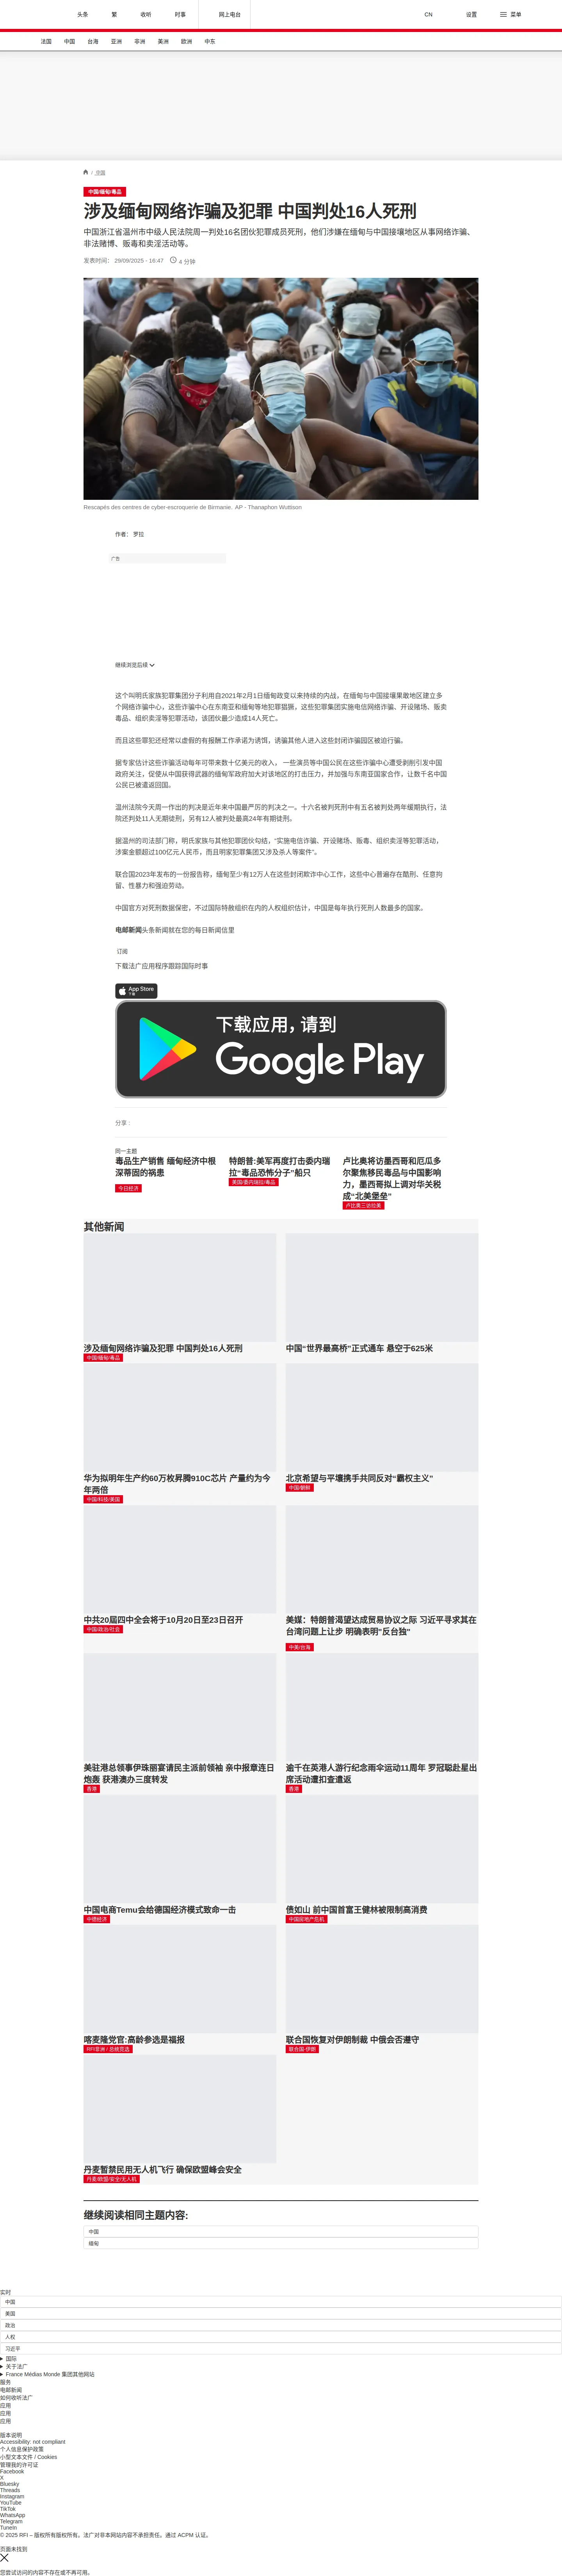 头条
繁
收听
时事
网上电台
CN
设置
菜单
法国
中国
台海
亚洲
非洲
美洲
欧洲
中东
/ 中国
中国/缅甸/毒品
涉及缅甸网络诈骗及犯罪 中国判处16人死刑
中国浙江省温州市中级人民法院周一判处16名团伙犯罪成员死刑，他们涉嫌在缅甸与中国接壤地区从事网络诈骗、
非法赌博、贩毒和卖淫活动等。
发表时间： 29/09/2025 - 16:47
4 分钟
Rescapés des centres de cyber-escroquerie de Birmanie. AP - Thanaphon Wuttison
作者： 罗拉
广告
继续浏览后续
这个叫明氏家族犯罪集团分子利用自2021年2月1日缅甸政变以来持续的内战，在缅甸与中国接壤果敢地区建立多
个网络诈骗中心，这些诈骗中心在东南亚和缅甸等地犯罪猖獗，这些犯罪集团实施电信网络诈骗、开设赌场、贩卖
毒品、组织卖淫等犯罪活动，该团伙最少造成14人死亡。
而且这些罪犯还经常以虚假的有报酬工作承诺为诱饵，诱骗其他人进入这些封闭诈骗园区被迫行骗。
据专家估计这些诈骗活动每年可带来数十亿美元的收入， 一些演员等中国公民在这些诈骗中心遭受剥削引发中国
政府关注，促使从中国获得武器的缅甸军政府加大对该地区的打击压力，并加强与东南亚国家合作，让数千名中国
公民已被遣返回国。
温州法院今天周一作出的判决是近年来中国最严厉的判决之一。十六名被判死刑中有五名被判处两年缓期执行，法
院还判处11人无期徒刑，另有12人被判处最高24年有期徒刑。
据温州的司法部门称，明氏家族与其他犯罪团伙勾结，“实施电信诈骗、开设赌场、贩毒、组织卖淫等犯罪活动，
涉案金额超过100亿元人民币，而且明家犯罪集团又涉及杀人等案件”。
联合国2023年发布的一份报告称，缅甸至少有12万人在这些封闭欺诈中心工作，这些中心普遍存在酷刑、任意拘
留、性暴力和强迫劳动。
中国官方对死刑数据保密，不过国际特赦组织在内的人权组织估计，中国是每年执行死刑人数最多的国家。
电邮新闻头条新闻就在您的每日新闻信里
订阅
下载法广应用程序跟踪国际时事
App Store
下载
下载应用，请到
Google Play
分享 :
同一主题
毒品生产销售 缅甸经济中根
深蒂固的祸患
今日经济
特朗普:美军再度打击委内瑞
拉“毒品恐怖分子”船只
美国/委内瑞拉/毒品
卢比奥将访墨西哥和厄瓜多
尔聚焦移民毒品与中国影响
力，墨西哥拟上调对华关税
成“北美堡垒”
卢比奥三访拉美
其他新闻
涉及缅甸网络诈骗及犯罪 中国判处16人死刑
中国/缅甸/毒品
中国“世界最高桥”正式通车 悬空于625米
华为拟明年生产约60万枚昇腾910C芯片 产量约为今
年两倍
中国/科技/美国
北京希望与平壤携手共同反对“霸权主义”
中国/朝鲜
中共20届四中全会将于10月20日至23日召开
中国/政治/社会
美媒：特朗普渴望达成贸易协议之际 习近平寻求其在
台湾问题上让步 明确表明"反台独"
中美/台海
美驻港总领事伊珠丽宴请民主派前领袖 亲中报章连日
炮轰 获港澳办三度转发
香港
逾千在英港人游行纪念雨伞运动11周年 罗冠聪赴星出
席活动遭扣查遣返
香港
中国电商Temu会给德国经济模式致命一击
中德经济
债如山 前中国首富王健林被限制高消费
中国房地产危机
喀麦隆党官:高龄参选是福报
RFI非洲 / 总统竞选
联合国恢复对伊朗制裁 中俄会否遵守
联合国-伊朗
丹麦暂禁民用无人机飞行 确保欧盟峰会安全
丹麦/欧盟/安全/无人机
继续阅读相同主题内容:
中国
缅甸
实时
中国
美国
政治
人权
习近平
国际
关于法广
France Médias Monde 集团其他网站
服务
电邮新闻
如何收听法广
应用
应用
应用
版本说明
Accessibility: not compliant
个人信息保护政策
小型文本文件 / Cookies
管理我的许可证
Facebook
X
Bluesky
Threads
Instagram
YouTube
TikTok
WhatsApp
Telegram
TuneIn
© 2025 RFI – 版权所有版权所有。法广对非本网站内容不承担责任。通过 ACPM 认证。
页面未找到
您尝试访问的内容不存在或不再可用。